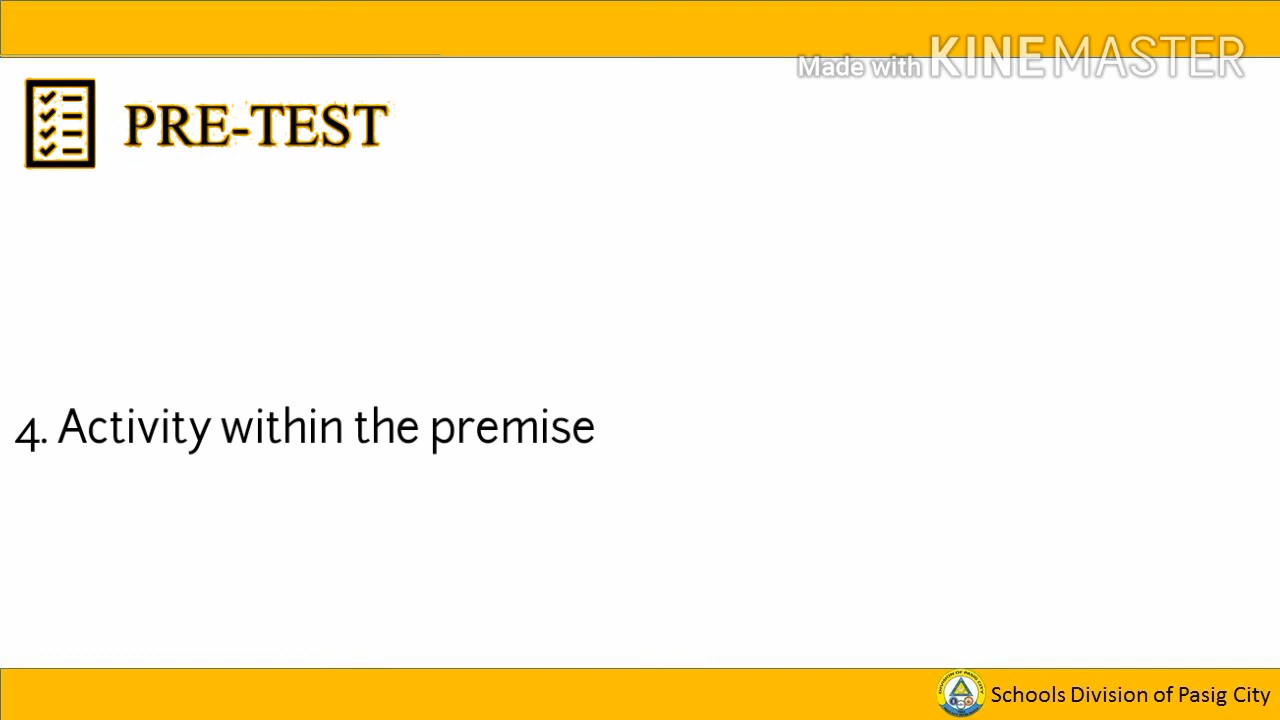 Made with KINEMASTER
PRE-TEST
4. Activity within the premise
Schools Division of Pasig City